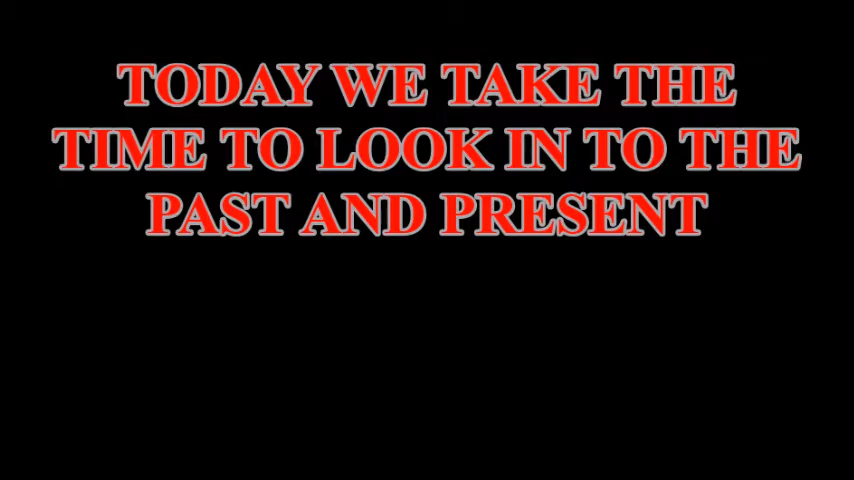 TODAY WE TAKE THE
TIME TO LOOK IN TO THE
PAST AND PRESENT